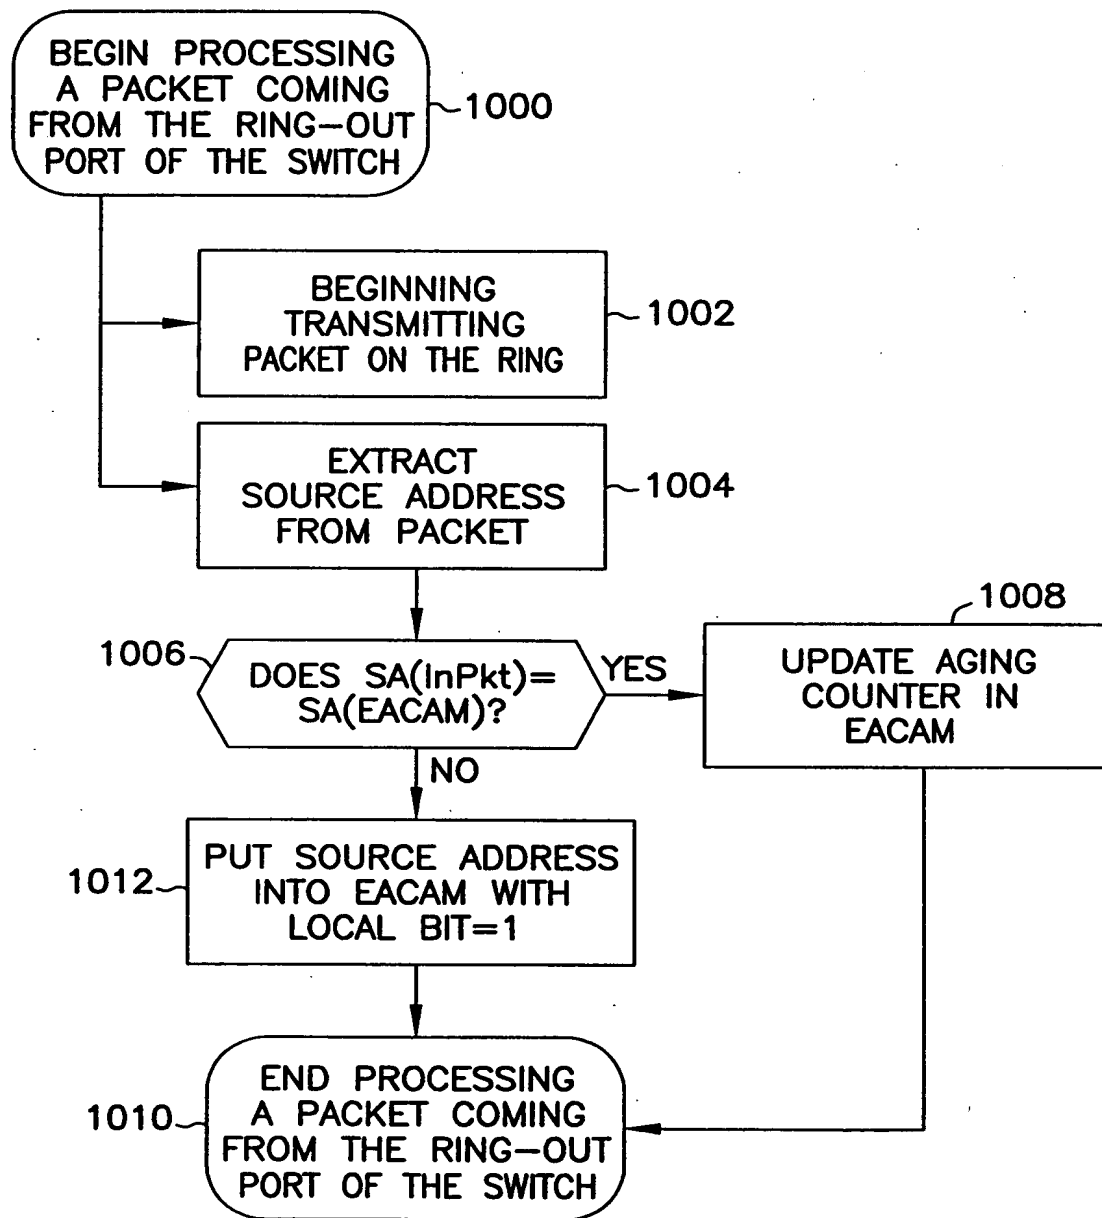 BEGIN PROCESSING
A PACKET COMING
FROM THE RING-OUT
PORT OF THE SWITCH
1000
BEGINNING
TRANSMITTING
PACKET ON THE RING
1002
EXTRACT
SOURCE ADDRESS
FROM PACKET
1004
1006
DOES SA(InPkt)=
SA(EACAM)?
YES
NO
1008
UPDATE AGING
COUNTER IN
EACAM
1012
PUT SOURCE ADDRESS
INTO EACAM WITH
LOCAL BIT=1
1010
END PROCESSING
A PACKET COMING
FROM THE RING-OUT
PORT OF THE SWITCH